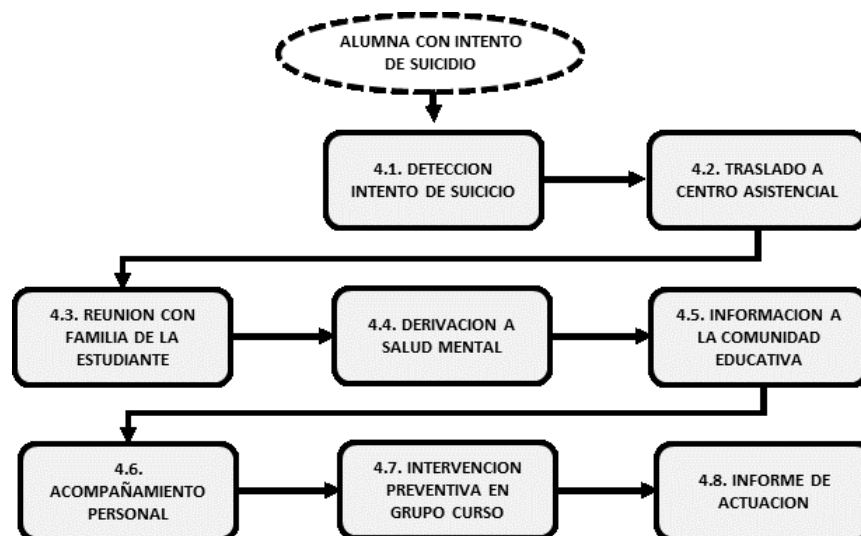 ALUMNA CON INTENTO
DE SUICIDIO
4.1. DETECCION
INTENTO DE SUICICIO
4.2. TRASLADO A
CENTRO ASISTENCIAL
4.3. REUNION CON
FAMILIA DE LA
ESTUDIANTE
4.4. DERIVACION A
SALUD MENTAL
4.5. INFORMACION A
LA COMUNIDAD
EDUCATIVA
4.6.
ACOMPAÑAMIENTO
PERSONAL
4.7. INTERVENCION
PREVENTIVA EN
GRUPO CURSO
4.8. INFORME DE
ACTUACION